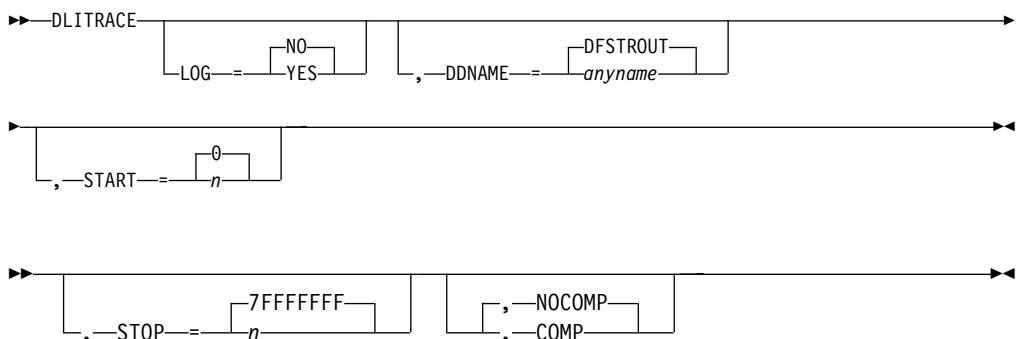 DLITRACE
NO
LOG = YES
DFSTROUT
, DDNAME = anyname
0
, START = n
7FFFFFFF
, STOP = n
, NOCOMP
, COMP